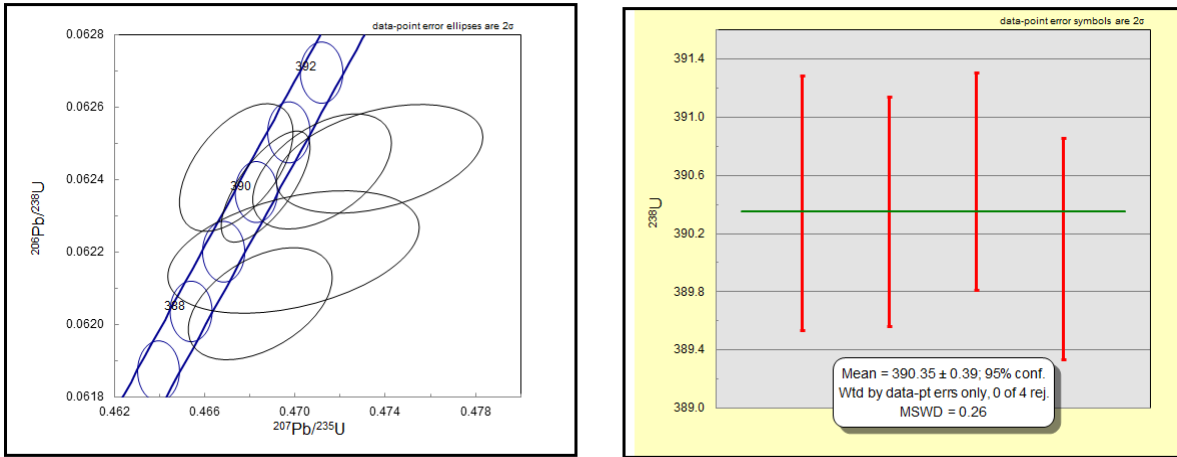 data-point error ellipses are 2σ
0.0628
0.0626
0.0624
0.0622
0.0620
0.0618
206Pb/238U
392
390
388
0.462
0.466
0.470
0.474
0.478
207Pb/235U
data-point error symbols are 2σ
391.4
391.0
390.6
390.2
389.8
389.4
389.0
238U
Mean = 390.35 ± 0.39; 95% conf.
Wtd by data-pt errs only, 0 of 4 rej.
MSWD = 0.26